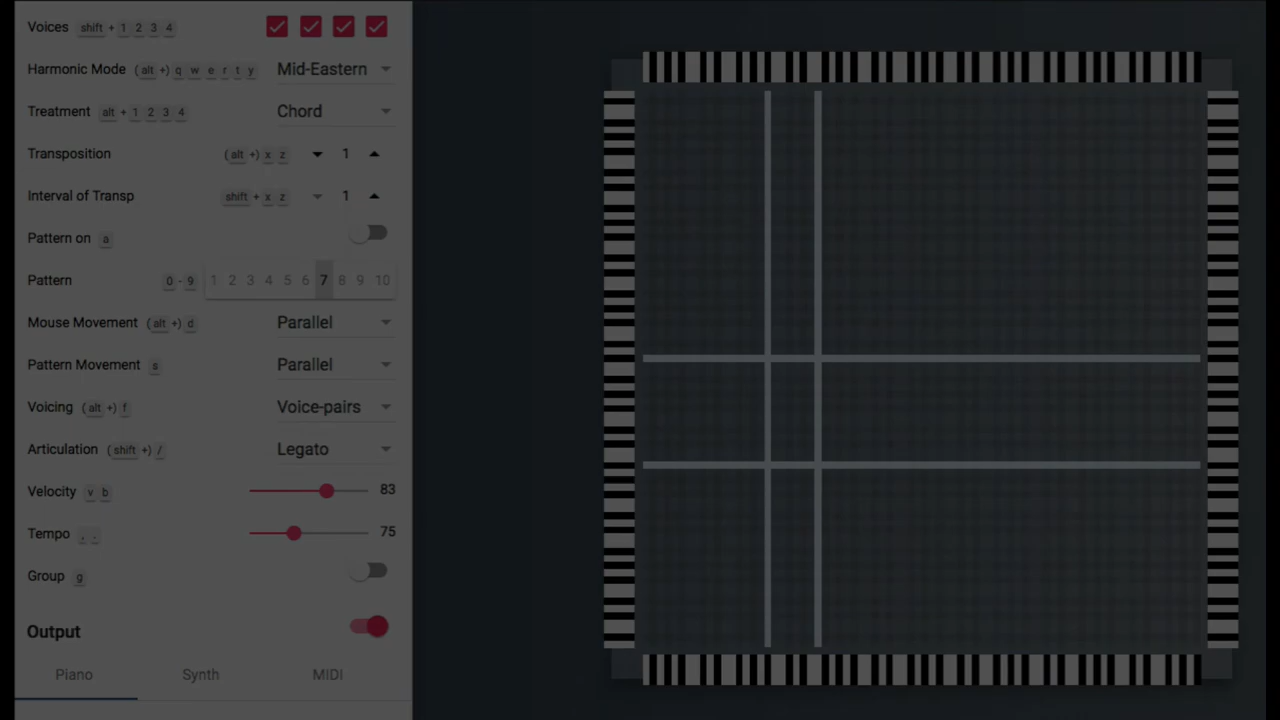 Voices shift + 1 2 3 4
Harmonic Mode (alt +) q w e r t y Mid-Eastern
Treatment alt + 1 2 3 4 Chord
Transposition (alt +) x z 1
Interval of Transp shift + x z 1
Pattern on a
Pattern 0 - 9 1 2 3 4 5 6 7 8 9 10
Mouse Movement (alt +) d Parallel
Pattern Movement s Parallel
Voicing (alt +) f Voice-pairs
Articulation (shift +) / Legato
Velocity v b 83
Tempo , . 75
Group g
Output
Piano Synth MIDI